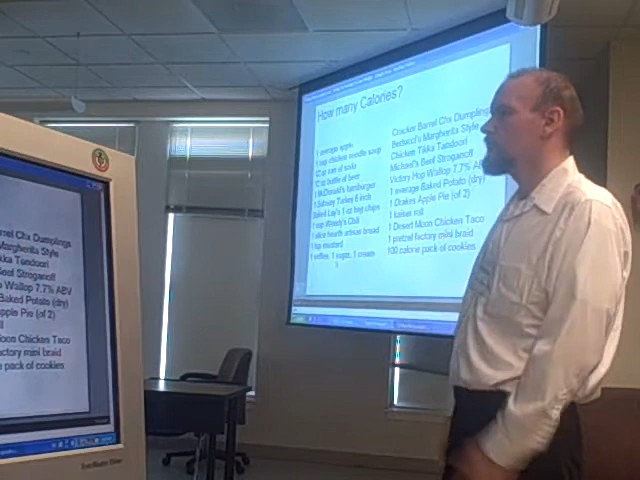 How many Calories?
1 average apple
1 cup chicken noodle soup
12 oz can of soda
12 oz bottle of beer
1 McDonald's hamburger
1 Subway Turkey 6 inch
Baked Lay's 1 oz bag chips
1 cup Wendy's Chili
1 slice hearth artisan bread
1 tsp mustard
1 coffee, 1 sugar, 1 cream
Cracker Barrel Chx Dumplings
Bertucci's Margherita Style
Chicken Tikka Tandoori
Michael's Beef Stroganoff
Victory Hop Wallop 7.7% ABV
1 average Baked Potato (dry)
1 Drakes Apple Pie (of 2)
1 kaiser roll
1 Desert Moon Chicken Taco
1 pretzel factory mini braid
100 calorie pack of cookies
rrel Chx Dumplings
Margherita Style
kka Tandoori
Beef Stroganoff
p Wallop 7.7% ABV
Baked Potato (dry)
Apple Pie (of 2)
ll
oon Chicken Taco
actory mini braid
e pack of cookies